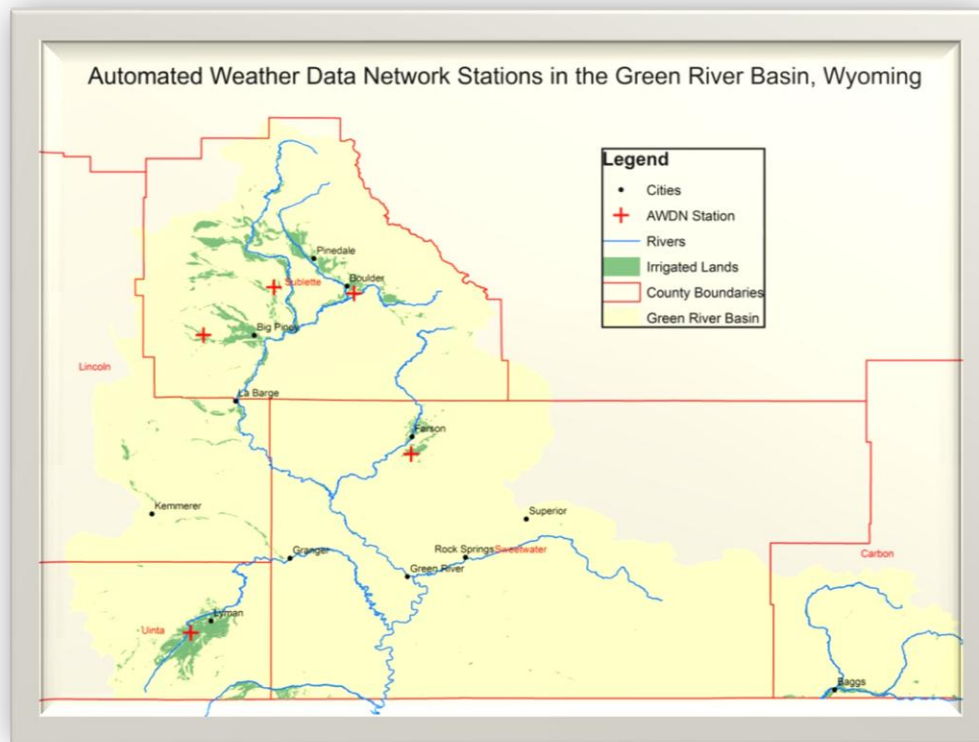 Automated Weather Data Network Stations in the Green River Basin, Wyoming
Legend
Cities
AWDN Station
Rivers
Irrigated Lands
County Boundaries
Green River Basin
Pinedale
Boulder
Sublette
Big Piney
Lincoln
La Barge
Farson
Kemmerer
Superior
Granger
Rock Springs Sweetwater
Carbon
Green River
Lyman
Uinta
Baggs